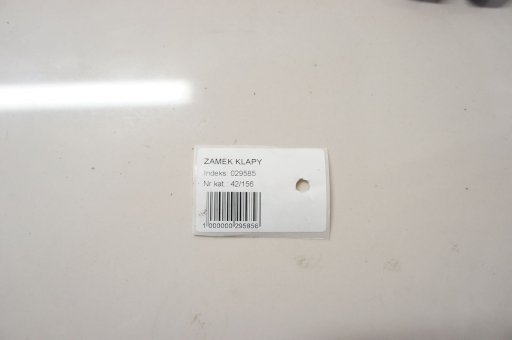 ZAMEK KLAPY
Indeks: 029585
Nr kat.: 42/156
1 000000 295856